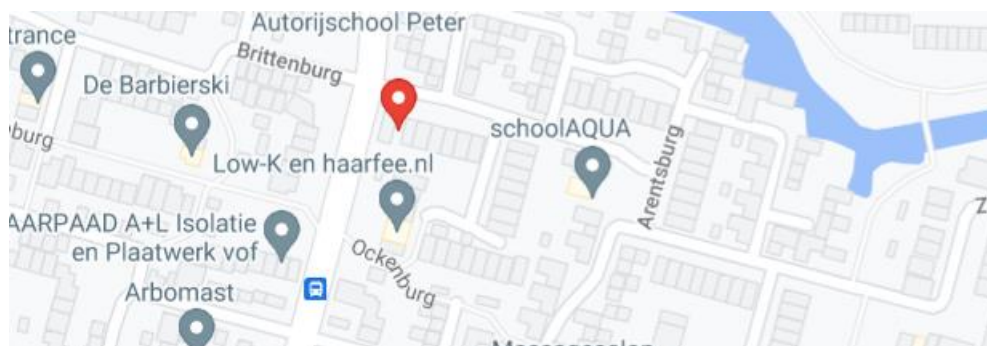 Autorijschool Peter
trance
Brittenburg
De Barbierski
schoolAQUA
burg
Low-K en haarfee.nl
Arentsburg
AARPAAD A+L Isolatie
en Plaatwerk vof
Ockenburg
Arbomast
Z